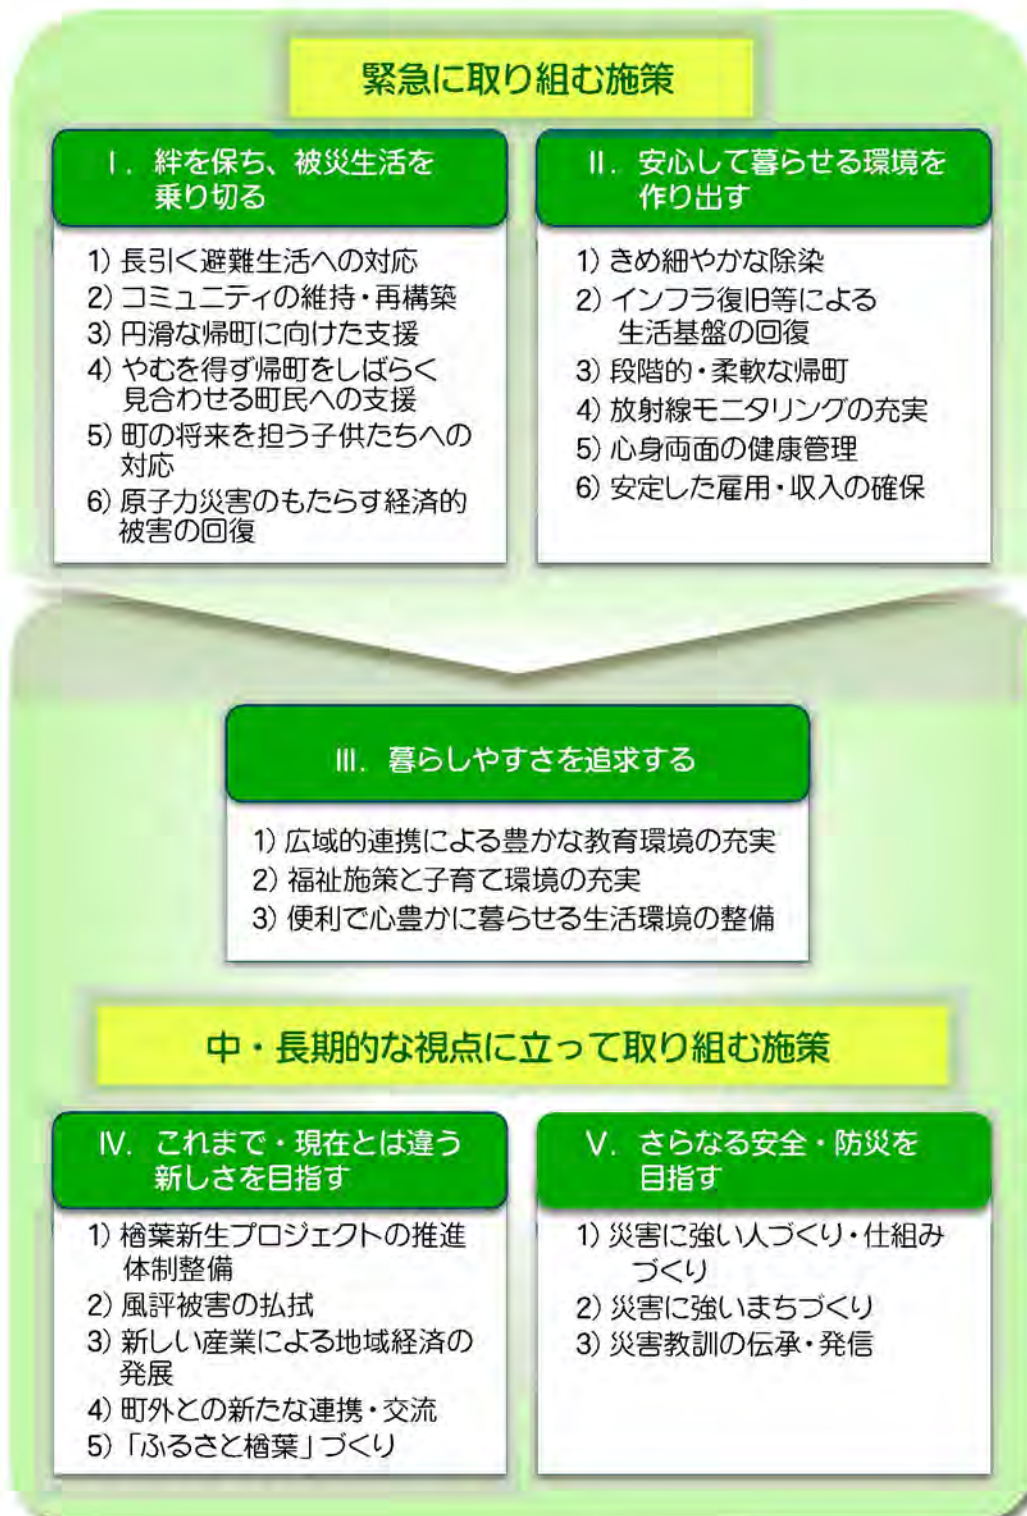 緊急に取り組む施策
Ⅰ．絆を保ち、被災生活を
乗り切る
1) 長引く避難生活への対応
2) コミュニティの維持・再構築
3) 円滑な帰町に向けた支援
4) やむを得ず帰町をしばらく
見合わせる町民への支援
5) 町の将来を担う子供たちへの
対応
6) 原子力災害のもたらす経済的
被害の回復
Ⅱ．安心して暮らせる環境を
作り出す
1) きめ細やかな除染
2) インフラ復旧等による
生活基盤の回復
3) 段階的・柔軟な帰町
4) 放射線モニタリングの充実
5) 心身両面の健康管理
6) 安定した雇用・収入の確保
Ⅲ．暮らしやすさを追求する
1) 広域的連携による豊かな教育環境の充実
2) 福祉施策と子育て環境の充実
3) 便利で心豊かに暮らせる生活環境の整備
中・長期的な視点に立って取り組む施策
Ⅳ．これまで・現在とは違う
新しさを目指す
1) 楢葉新生プロジェクトの推進
体制整備
2) 風評被害の払拭
3) 新しい産業による地域経済の
発展
4) 町外との新たな連携・交流
5) 「ふるさと楢葉」づくり
Ⅴ．さらなる安全・防災を
目指す
1) 災害に強い人づくり・仕組み
づくり
2) 災害に強いまちづくり
3) 災害教訓の伝承・発信